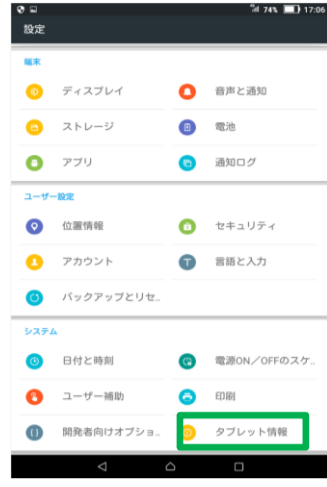 74% 17:06
設定
端末
ディスプレイ 音声と通知
ストレージ 電池
アプリ 通知ログ
ユーザー設定
位置情報 セキュリティ
アカウント 言語と入力
バックアップとリセ..
システム
日付と時刻 電源ON／OFFのスケ..
ユーザー補助 印刷
開発者向けオプショ.. タブレット情報